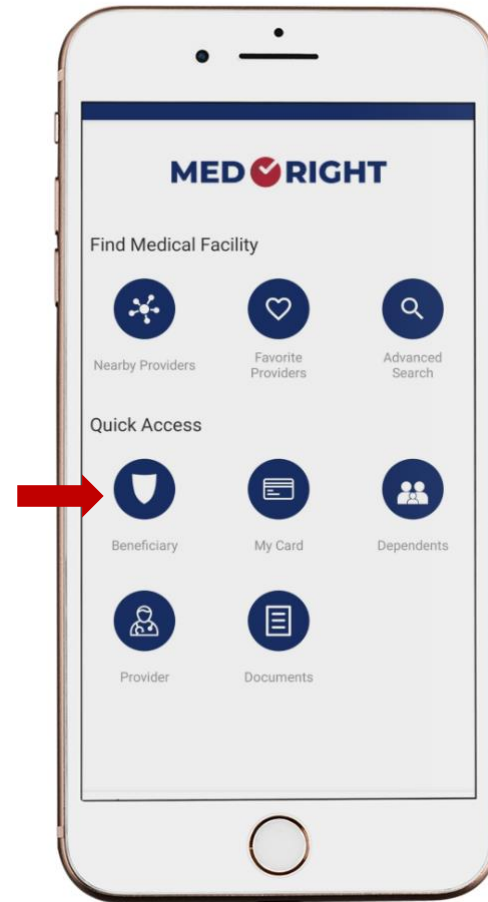 MED RIGHT
Find Medical Facility
Nearby Providers
Favorite
Providers
Advanced
Search
Quick Access
Beneficiary
My Card
Dependents
Provider
Documents